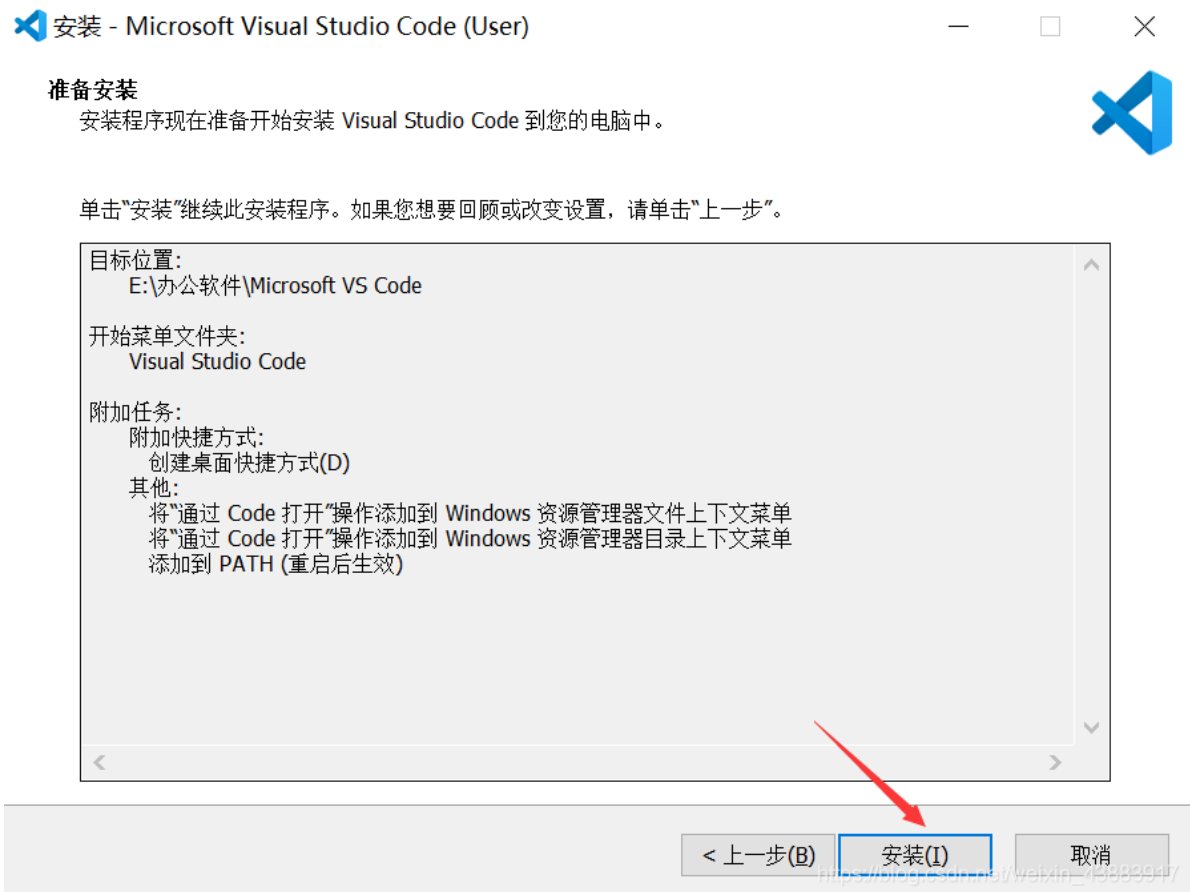 安装 - Microsoft Visual Studio Code (User)
准备安装
安装程序现在准备开始安装 Visual Studio Code 到您的电脑中。
单击“安装”继续此安装程序。如果您想要回顾或改变设置，请单击“上一步”。
目标位置:
E:\办公软件\Microsoft VS Code
开始菜单文件夹:
Visual Studio Code
附加任务:
附加快捷方式:
创建桌面快捷方式(D)
其他:
将“通过 Code 打开”操作添加到 Windows 资源管理器文件上下文菜单
将“通过 Code 打开”操作添加到 Windows 资源管理器目录上下文菜单
添加到 PATH (重启后生效)
< 上一步(B) 安装(I) 取消
https://blog.csdn.net/weixin_43883917